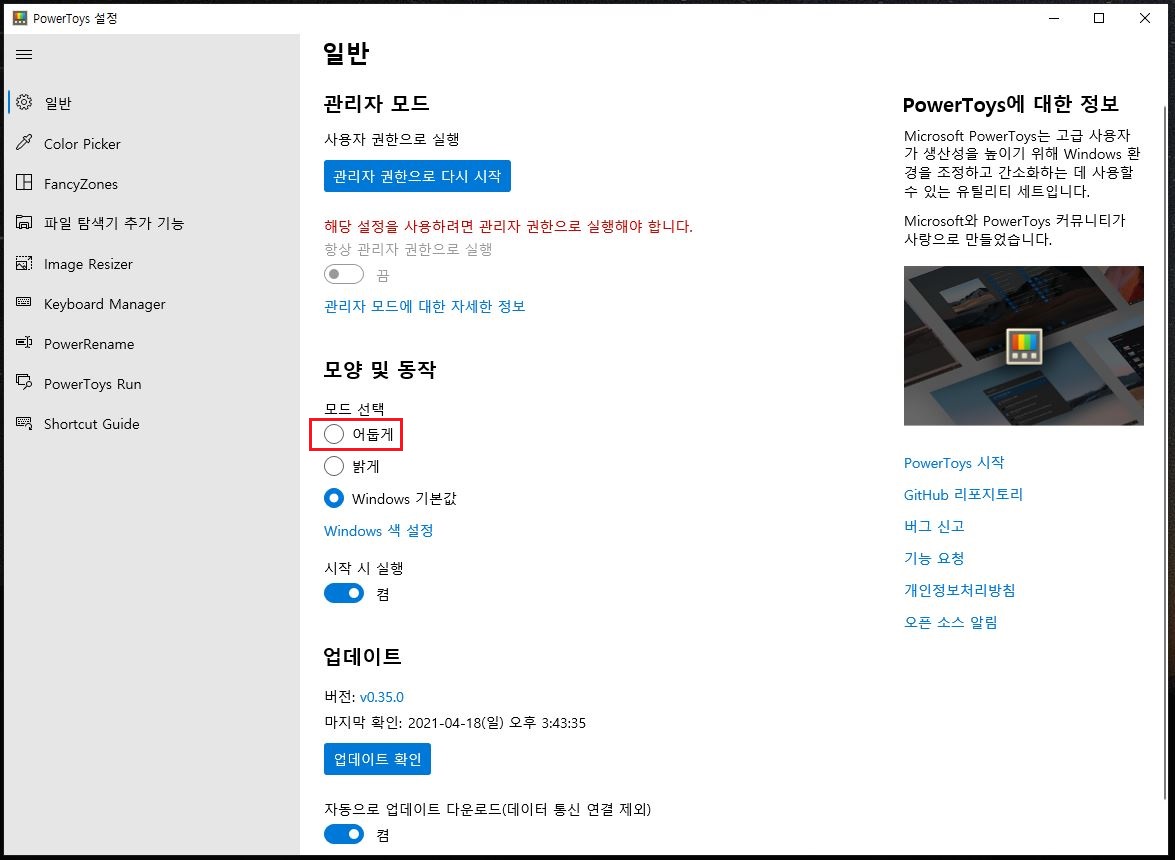 PowerToys 설정
일반
Color Picker
FancyZones
파일 탐색기 추가 기능
Image Resizer
Keyboard Manager
PowerRename
PowerToys Run
Shortcut Guide
일반
관리자 모드
사용자 권한으로 실행
관리자 권한으로 다시 시작
해당 설정을 사용하려면 관리자 권한으로 실행해야 합니다.
항상 관리자 권한으로 실행
끔
관리자 모드에 대한 자세한 정보
모양 및 동작
모드 선택
어둡게
밝게
Windows 기본값
Windows 색 설정
시작 시 실행
켬
업데이트
버전: v0.35.0
마지막 확인: 2021-04-18(일) 오후 3:43:35
업데이트 확인
자동으로 업데이트 다운로드(데이터 통신 연결 제외)
켬
PowerToys에 대한 정보
Microsoft PowerToys는 고급 사용자
가 생산성을 높이기 위해 Windows 환
경을 조정하고 간소화하는 데 사용할
수 있는 유틸리티 세트입니다.
Microsoft와 PowerToys 커뮤니티가
사랑으로 만들었습니다.
PowerToys 시작
GitHub 리포지토리
버그 신고
기능 요청
개인정보처리방침
오픈 소스 알림